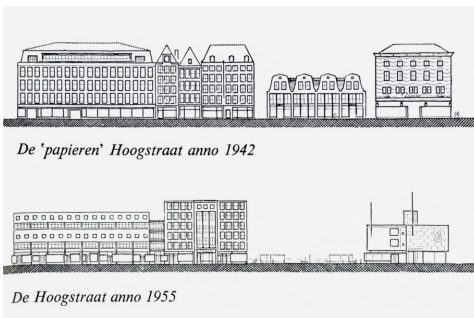 De ‘papieren’ Hoogstraat anno 1942
De Hoogstraat anno 1955